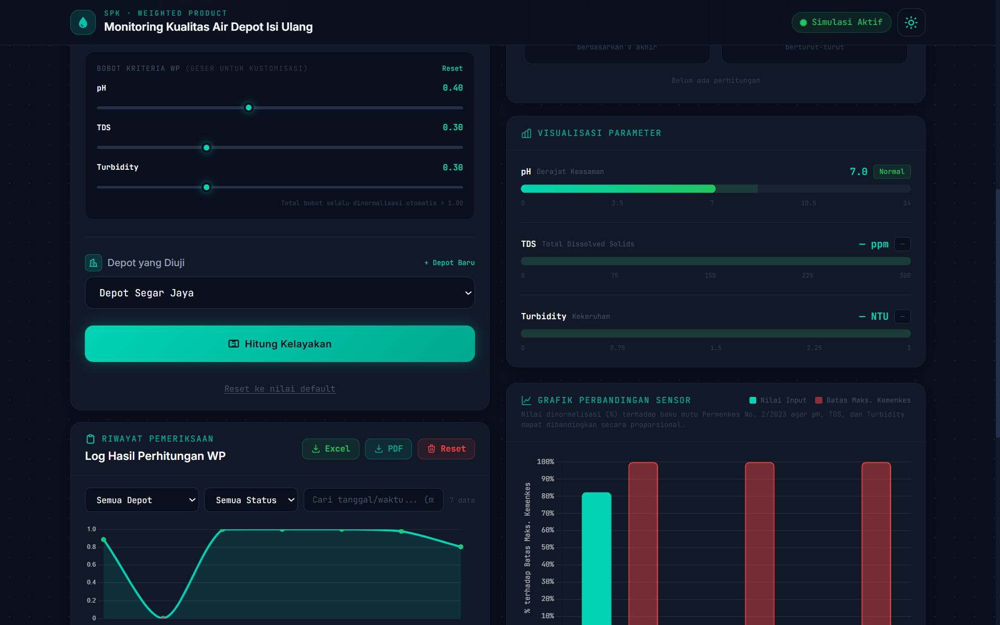 SPK · WEIGHTED PRODUCT
Monitoring Kualitas Air Depot Isi Ulang
Simulasi Aktif
BOBOT KRITERIA WP (GESER UNTUK KUSTOMISASI)
Reset
pH
0.40
TDS
0.30
Turbidity
0.30
Total bobot selalu dinormalisasi otomatis = 1.00
Depot yang Diuji
+ Depot Baru
Depot Segar Jaya
Hitung Kelayakan
Reset ke nilai default
RIWAYAT PEMERIKSAAN
Log Hasil Perhitungan WP
Excel
PDF
Reset
Semua Depot
Semua Status
Cari tanggal/waktu... (m
7 data
1.0
0.8
0.6
0.4
0.2
0
berdasarkan V akhir
berturut-turut
Belum ada perhitungan
VISUALISASI PARAMETER
pH Derajat Keasaman
7.0
Normal
0 3.5 7 10.5 14
TDS Total Dissolved Solids
— ppm
—
0 75 150 225 300
Turbidity Kekeruhan
— NTU
—
0 0.75 1.5 2.25 3
GRAFIK PERBANDINGAN SENSOR
Nilai Input
Batas Maks. Kemenkes
Nilai dinormalisasi (%) terhadap baku mutu Permenkes No. 2/2023 agar pH, TDS, dan Turbidity
dapat dibandingkan secara proporsional.
% terhadap Batas Maks. Kemenkes
100%
90%
80%
70%
60%
50%
40%
30%
20%
10%